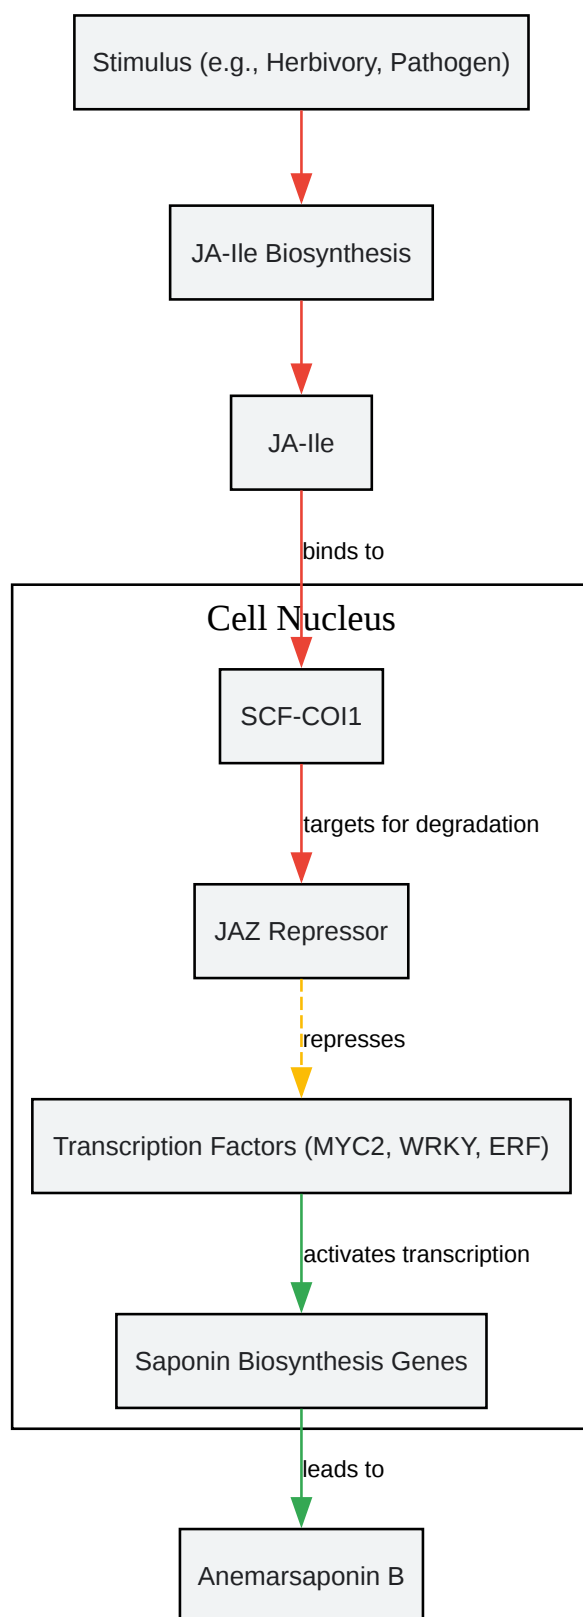 Stimulus (e.g., Herbivory, Pathogen)
JA-Ile Biosynthesis
JA-Ile
binds to
Cell Nucleus
SCF-COI1
targets for degradation
JAZ Repressor
represses
Transcription Factors (MYC2, WRKY, ERF)
activates transcription
Saponin Biosynthesis Genes
leads to
Anemarsaponin B